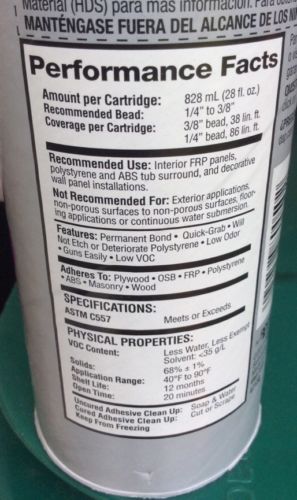 Material (HDS) para más información. Para
MANTÉNGASE FUERA DEL ALCANCE DE LOS
Performance Facts
Amount per Cartridge: 828 mL (28 fl. oz.)
Recommended Bead: 1/4” to 3/8”
Coverage per Cartridge: 3/8” bead, 38 lin. ft.
1/4” bead, 86 lin. ft.
Recommended Use: Interior FRP panels,
polystyrene and ABS tub surround, and decorative
wall panel installations.
Not Recommended For: Exterior applications,
non-porous surfaces to non-porous surfaces, floor-
ing applications or continuous water submersion.
Features: Permanent Bond • Quick-Grab • Will
Not Etch or Deteriorate Polystyrene • Low Odor
• Guns Easily • Low VOC
Adheres To: Plywood • OSB • FRP • Polystyrene
• ABS • Masonry • Wood
SPECIFICATIONS:
ASTM C557 Meets or Exceeds
PHYSICAL PROPERTIES:
VOC Content: Less Water, Less Exempt
Solvent: <35 g/L
Solids: 68% ± 1%
Application Range: 40°F to 90°F
Shelf Life: 12 months
Open Time: 20 minutes
Uncured Adhesive Clean Up: Soap & Water
Cured Adhesive Clean Up: Cut or Scrape
Keep From Freezing